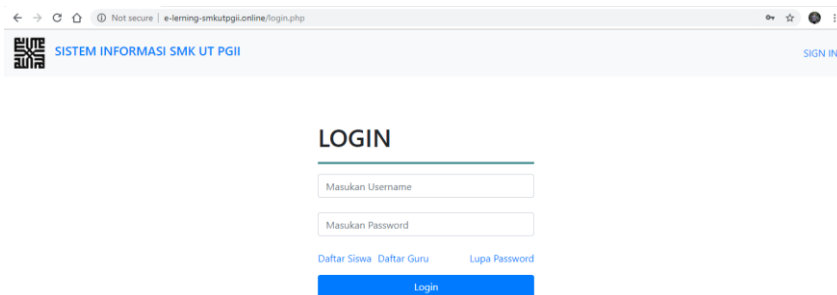 Not secure | e-lerning-smkutpgii.online/login.php
SISTEM INFORMASI SMK UT PGII
SIGN IN
LOGIN
Masukan Username
Masukan Password
Daftar Siswa Daftar Guru Lupa Password
Login